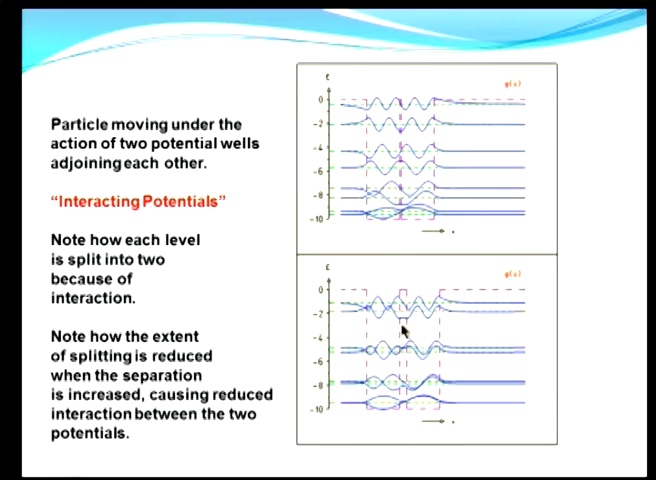 Particle moving under the
action of two potential wells
adjoining each other.
“Interacting Potentials”
Note how each level
is split into two
because of
interaction.
Note how the extent
of splitting is reduced
when the separation
is increased, causing reduced
interaction between the two
potentials.
E
φ(x)
0
-2
-4
-6
-8
-10
E
φ(x)
0
-2
-4
-6
-8
-10